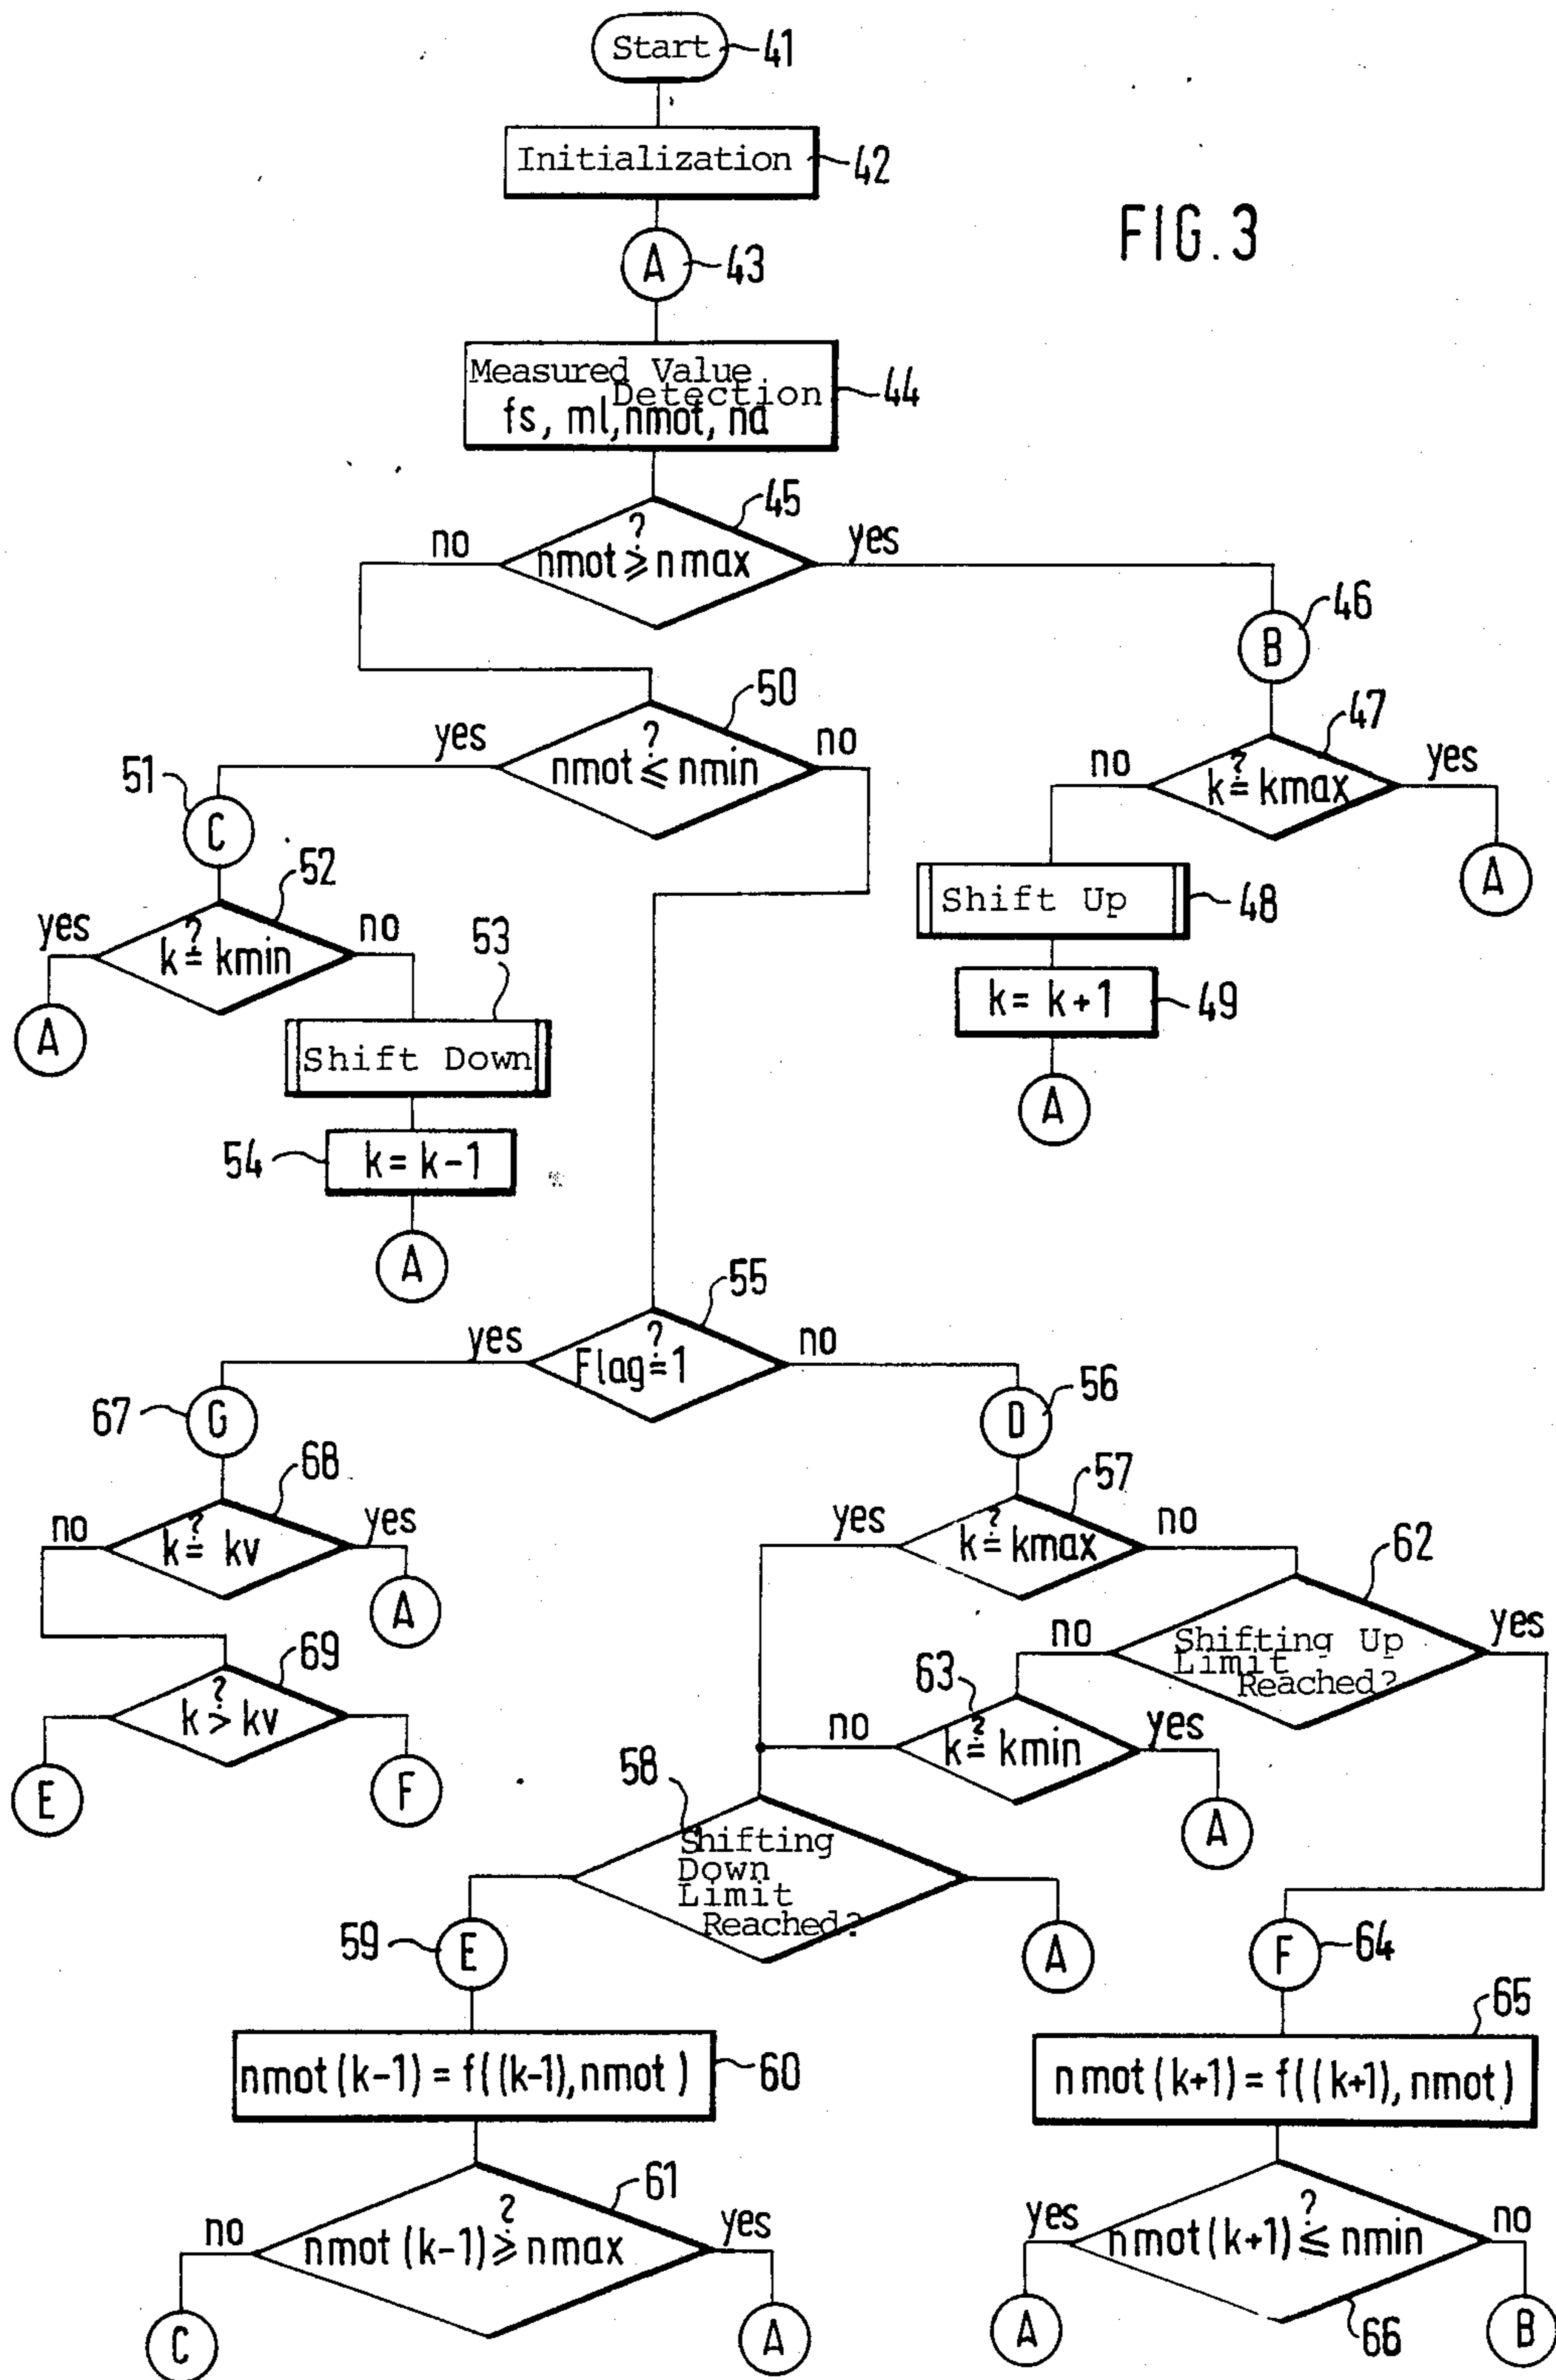 Start
41
Initialization
42
FIG. 3
A
43
Measured Value
Detection
fs, ml, nmot, na
44
45
no
?
nmot ≥ nmax
yes
46
B
50
yes
?
nmot ≤ nmin
no
47
no
?
k = kmax
yes
A
51
C
52
yes
?
k = kmin
no
A
Shift Up
48
k = k+1
49
A
53
Shift Down
54
k = k-1
A
55
yes
?
Flag = 1
no
67
G
56
D
68
no
?
k = kv
yes
A
57
yes
?
k = kmax
no
62
no
Shifting Up
Limit
Reached?
yes
69
?
k > kv
E
F
63
no
?
k = kmin
yes
A
58
Shifting
Down
Limit
Reached?
59
E
A
F
64
65
nmot (k-1) = f((k-1), nmot)
60
nmot (k+1) = f((k+1), nmot)
61
no
?
nmot (k-1) ≥ nmax
yes
C
A
yes
?
nmot (k+1) ≤ nmin
no
A
66
B